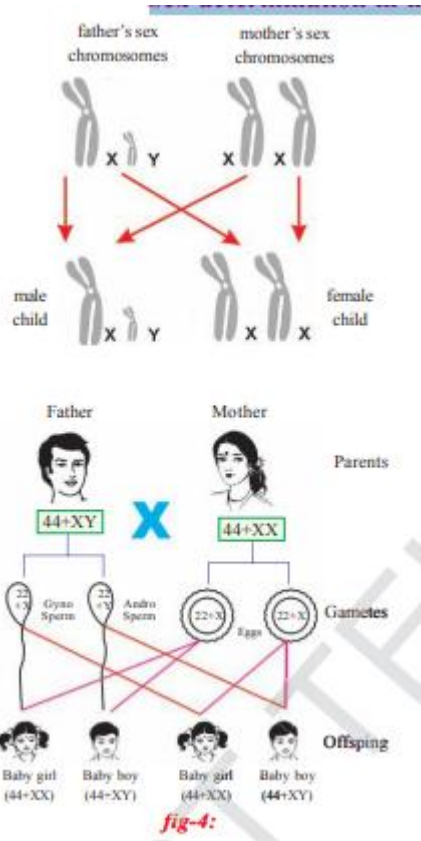 father's sex
chromosomes
mother's sex
chromosomes
X Y X X
male
child
X Y X X
female
child
Father Mother
Parents
44+XY X 44+XX
22
+X
Gyno
Sperm
22
+Y
Andro
Sperm
22+X
Eggs
22+X
Gametes
Offsping
Baby girl
(44+XX)
Baby boy
(44+XY)
Baby girl
(44+XX)
Baby boy
(44+XY)
fig-4: